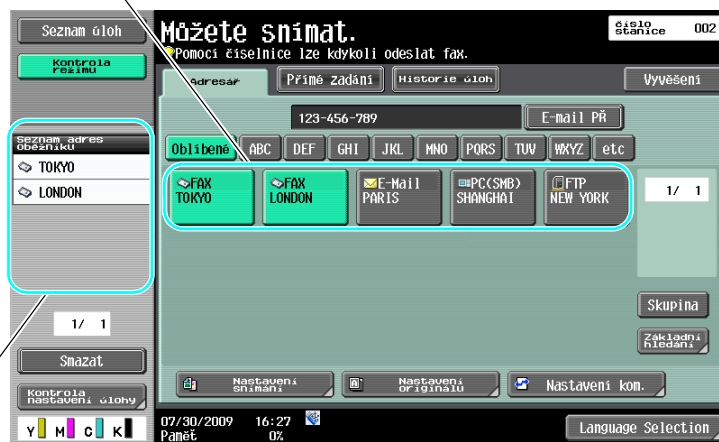 Seznam úloh
Kontrola
režimu
Můžete snímat.
Pomocí číselnice lze kdykoli odeslat fax.
číslo
stanice 002
Adresář
Přímé zadání
Historie úloh
Vyvěšení
123-456-789
E-mail PŘ
Oblíbené ABC DEF GHI JKL MNO PQRS TUV WXYZ etc
Seznam adres
oběžníku
TOKYO
LONDON
FAX
TOKYO
FAX
LONDON
E-Mail
PARIS
PC(SMB)
SHANGHAI
FTP
NEW YORK
1/ 1
Skupina
Základní
hledání
1/ 1
Smazat
Kontrola
nastavení úlohy
Nastavení
snímání
Nastavení
originálu
Nastavení kom.
Y M C K
07/30/2009 16:27
Paměť 0%
Language Selection